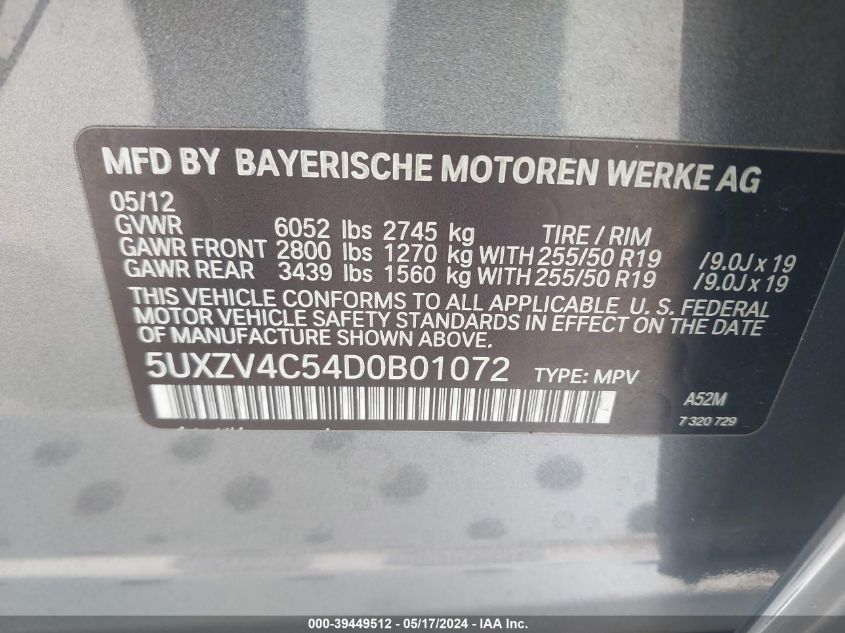 MFD BY BAYERISCHE MOTOREN WERKE AG
05/12
GVWR 6052 lbs 2745 kg TIRE / RIM
GAWR FRONT 2800 lbs 1270 kg WITH 255/50 R19 /9.0J x 19
GAWR REAR 3439 lbs 1560 kg WITH 255/50 R19 /9.0J x 19
THIS VEHICLE CONFORMS TO ALL APPLICABLE U. S. FEDERAL
MOTOR VEHICLE SAFETY STANDARDS IN EFFECT ON THE DATE
OF MANUFACTURE SHOWN ABOVE.
5UXZV4C54D0B01072 TYPE: MPV
A52M
7 320 729
000-39449512 - 05/17/2024 - IAA Inc.